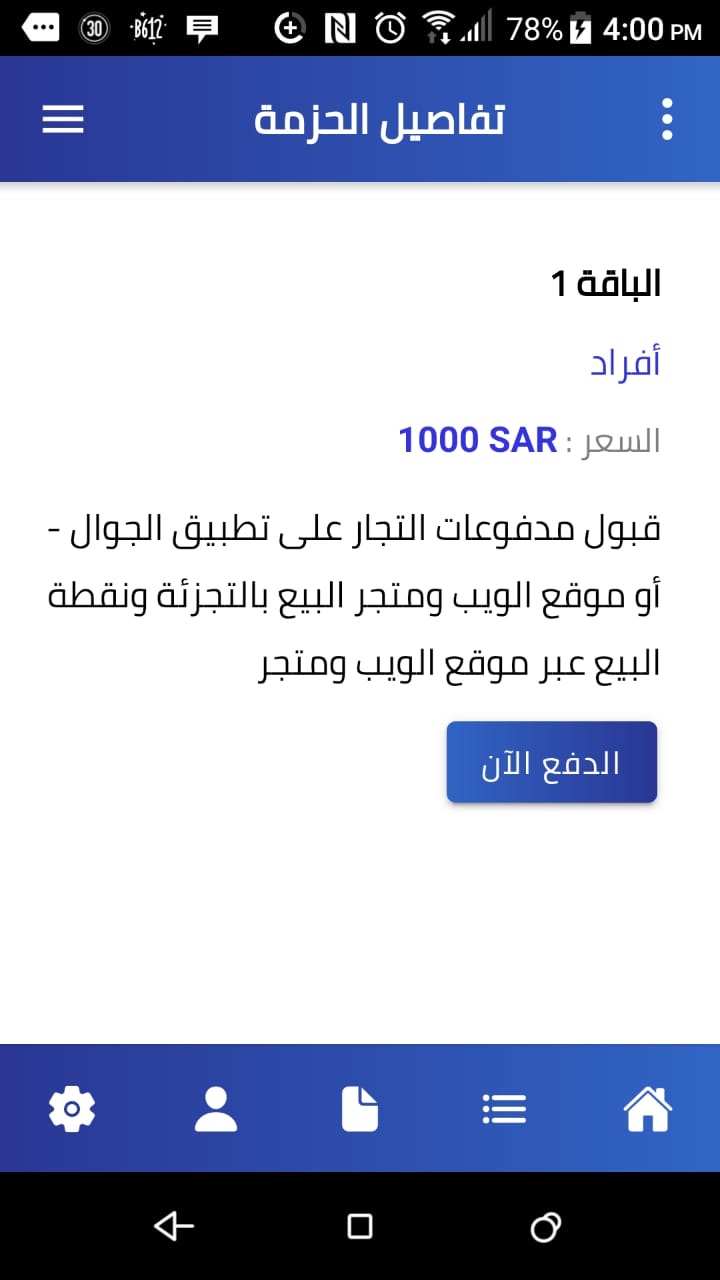 30
B612
78%
4:00 PM
تفاصيل الحزمة
الباقة 1
أفراد
السعر : 1000 SAR
قبول مدفوعات التجار على تطبيق الجوال -
أو موقع الويب ومتجر البيع بالتجزئة ونقطة
البيع عبر موقع الويب ومتجر
الدفع الآن